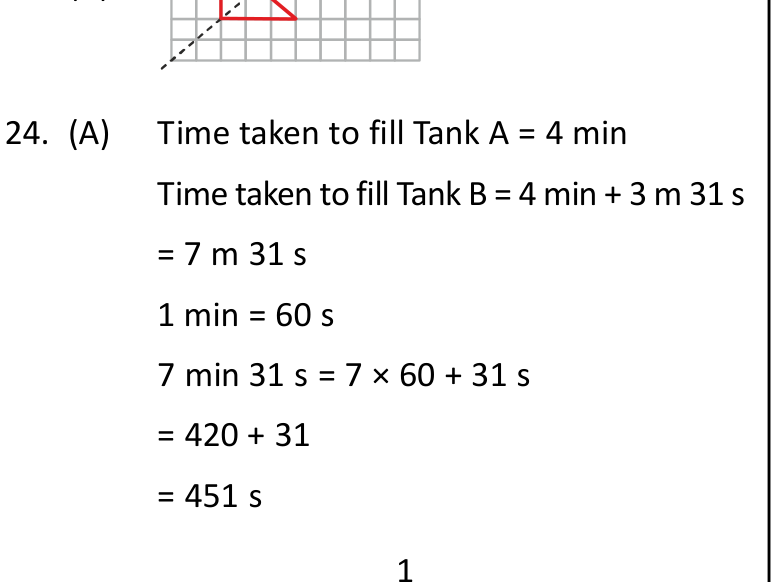 24. (A) Time taken to fill Tank A = 4 min
Time taken to fill Tank B = 4 min + 3 m 31 s
= 7 m 31 s
1 min = 60 s
7 min 31 s = 7 × 60 + 31 s
= 420 + 31
= 451 s
1